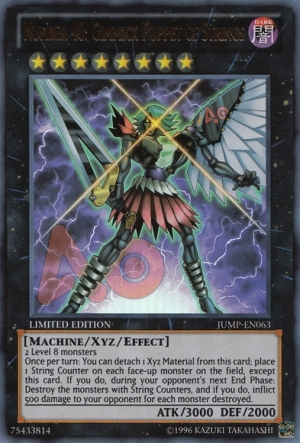 NUMBER 40: GIMMICK PUPPET OF STRINGS
DARK
40
LIMITED EDITION
JUMP-EN063
[Machine/Xyz/Effect]
2 Level 8 monsters
Once per turn: You can detach 1 Xyz Material from this card; place
1 String Counter on each face-up monster on the field, except
this card. If you do, during your opponent's next End Phase:
Destroy the monsters with String Counters, and if you do, inflict
500 damage to your opponent for each monster destroyed.
ATK/3000 DEF/2000
75433814
©1996 KAZUKI TAKAHASHI